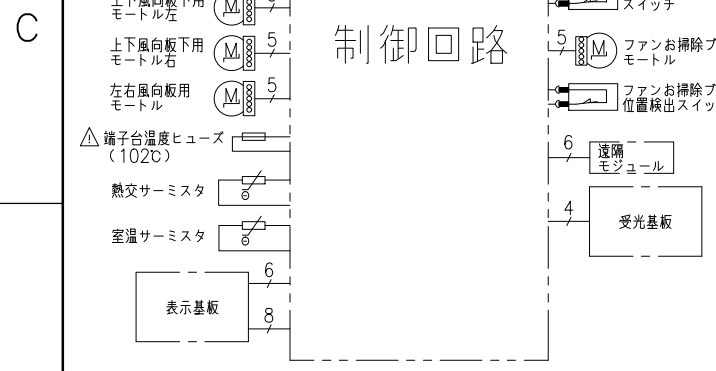 C
制御回路
上下風向板下用
モートル左
M
5
上下風向板下用
モートル右
M
5
左右風向板用
モートル
M
5
端子台温度ヒューズ
(102℃)
熱交サーミスタ
θ
室温サーミスタ
θ
表示基板
6
8
スイッチ
5
M
ファンお掃除ブ
モートル
ファンお掃除ブ
位置検出スイッ
6
遠隔
モジュール
4
受光基板